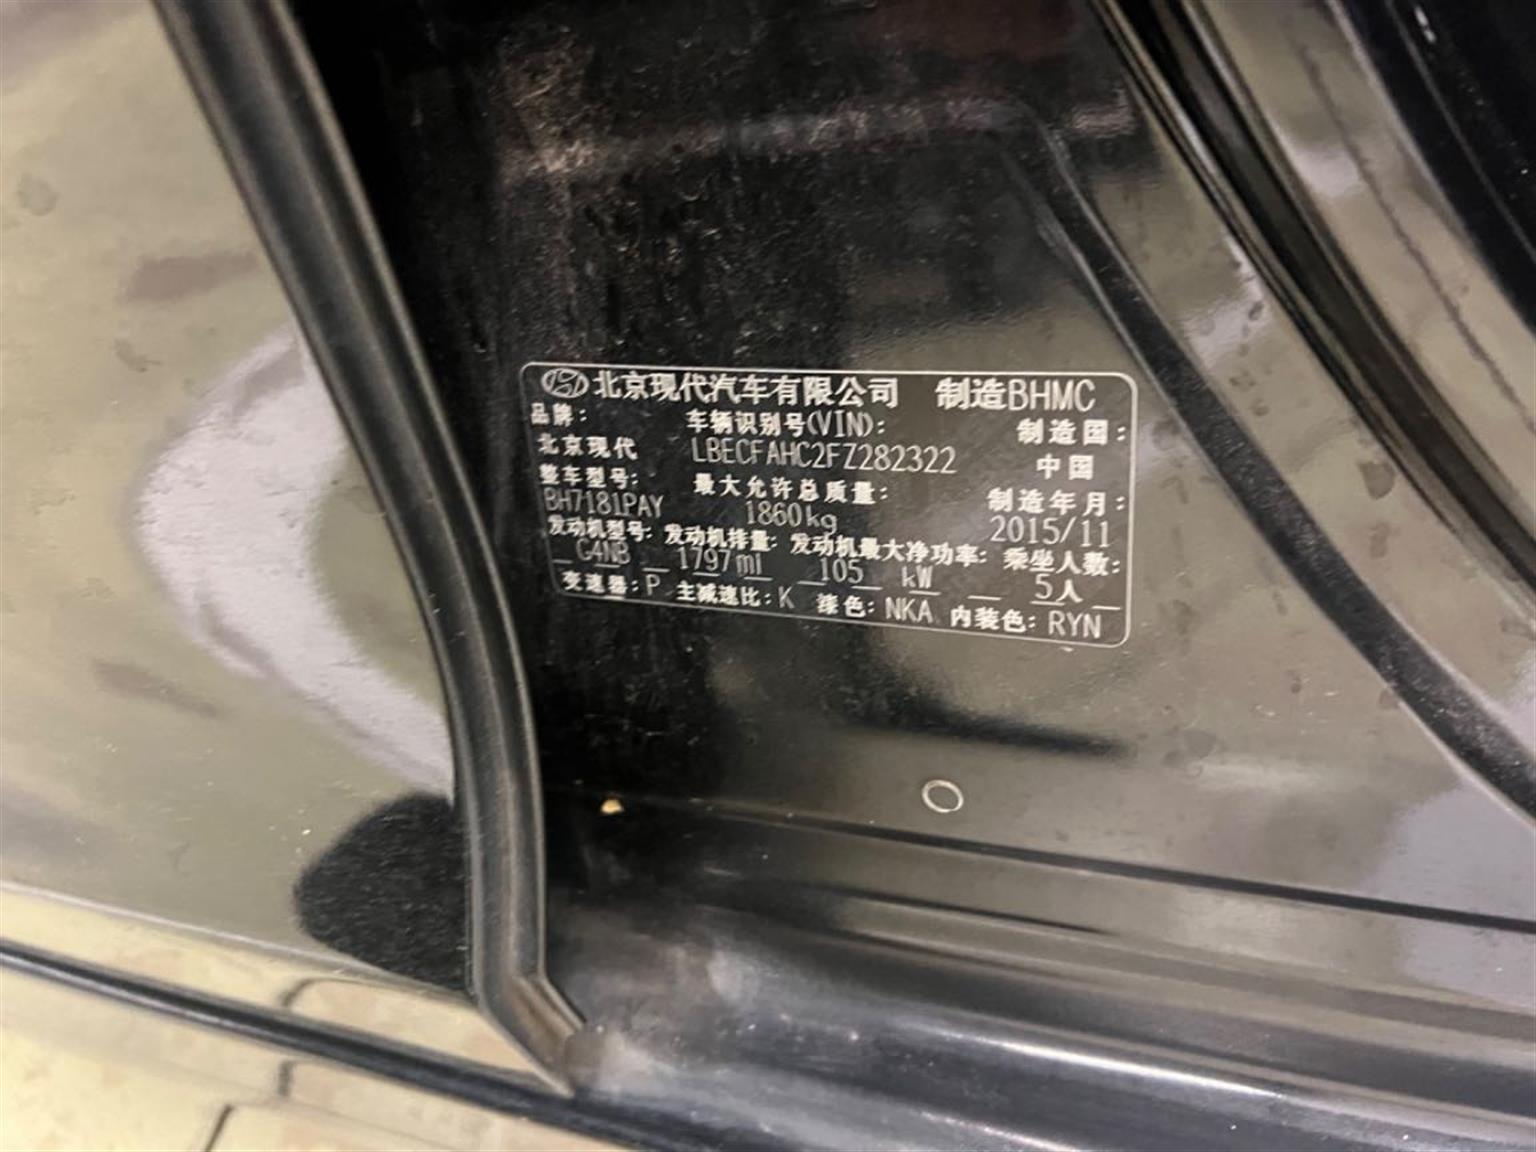 北京现代汽车有限公司 制造BHMC
品牌： 车辆识别号(VIN)： 制造国：
北京现代 LBECFAHC2FZ282322 中国
整车型号： 最大允许总质量： 制造年月：
BH7181PAY 1860kg 2015/11
发动机型号： 发动机排量： 发动机最大净功率： 乘坐人数：
G4NB 1797ml 105 kW 5人
变速器：P 主减速比：K 漆色：NKA 内装色：RYN